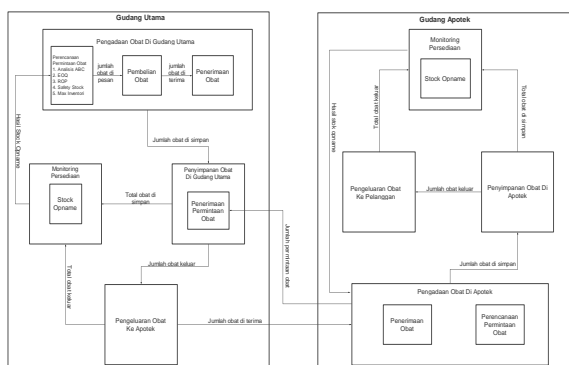 Gudang Utama
Pengadaan Obat Di Gudang Utama
Perencanaan
Permintaan Obat
1. Analisis ABC
2. EOQ
3. ROP
4. Safety Stock
5. Max Inventori
jumlah
obat di
pesan
Pembelian
Obat
jumlah
obat di
terima
Penerimaan
Obat
Jumlah obat di simpan
Hasil Stock Opname
Monitoring
Persediaan
Stock
Opname
Total obat di
simpan
Penyimpanan Obat
Di Gudang Utama
Penerimaan
Permintaan
Obat
Jumlah obat keluar
Total obat keluar
Pengeluaran Obat
Ke Apotek
Jumlah obat di terima
Jumlah permintaan obat
Gudang Apotek
Monitoring
Persediaan
Stock Opname
Hasil stok opname
Total obat keluar
Total obat di simpan
Pengeluaran Obat
Ke Pelanggan
Jumlah obat keluar
Penyimpanan Obat Di
Apotek
Jumlah obat di simpan
Pengadaan Obat Di Apotek
Penerimaan
Obat
Perencanaan
Permintaan
Obat